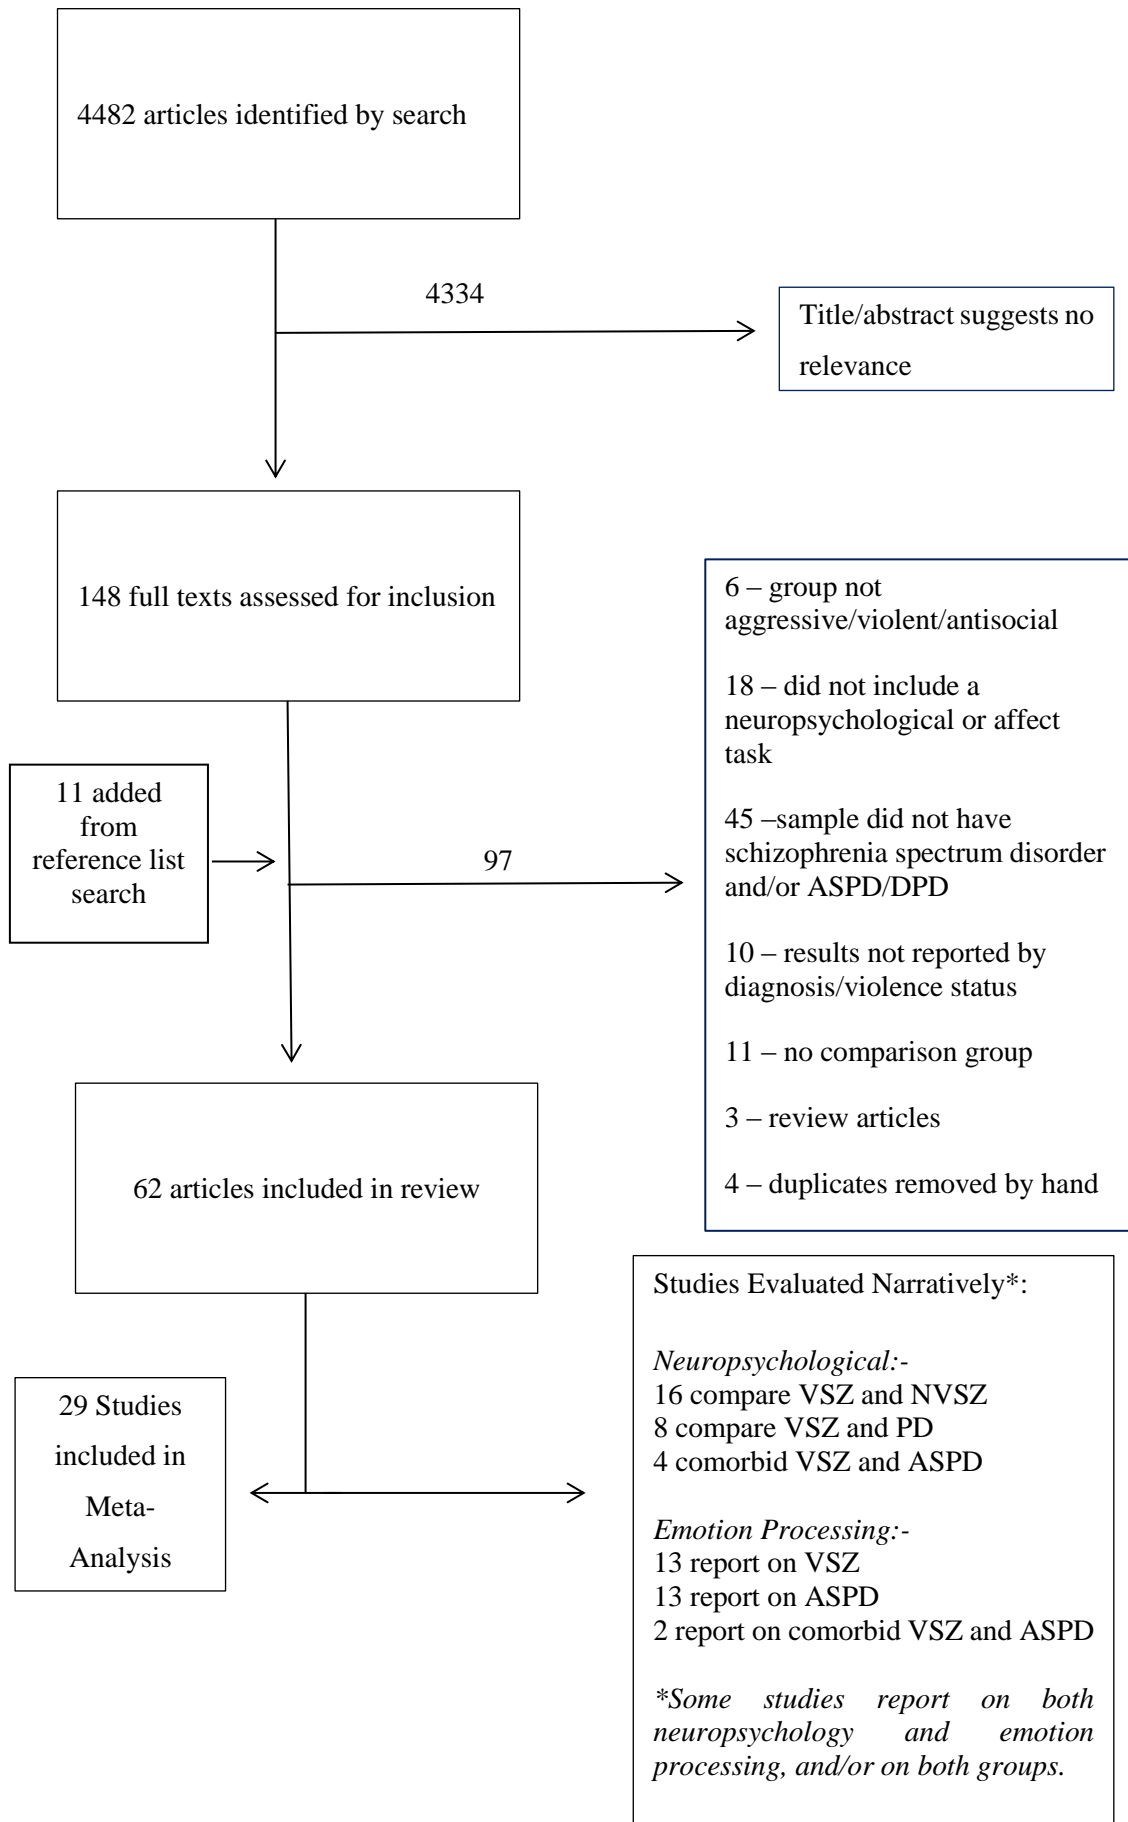 4482 articles identified by search
4334
Title/abstract suggests no
relevance
148 full texts assessed for inclusion
11 added
from
reference list
search
97
6 – group not
aggressive/violent/antisocial
18 – did not include a
neuropsychological or affect
task
45 –sample did not have
schizophrenia spectrum disorder
and/or ASPD/DPD
10 – results not reported by
diagnosis/violence status
11 – no comparison group
3 – review articles
4 – duplicates removed by hand
62 articles included in review
29 Studies
included in
Meta-
Analysis
Studies Evaluated Narratively*:
Neuropsychological:-
16 compare VSZ and NVSZ
8 compare VSZ and PD
4 comorbid VSZ and ASPD
Emotion Processing:-
13 report on VSZ
13 report on ASPD
2 report on comorbid VSZ and ASPD
*Some studies report on both
neuropsychology and emotion
processing, and/or on both groups.